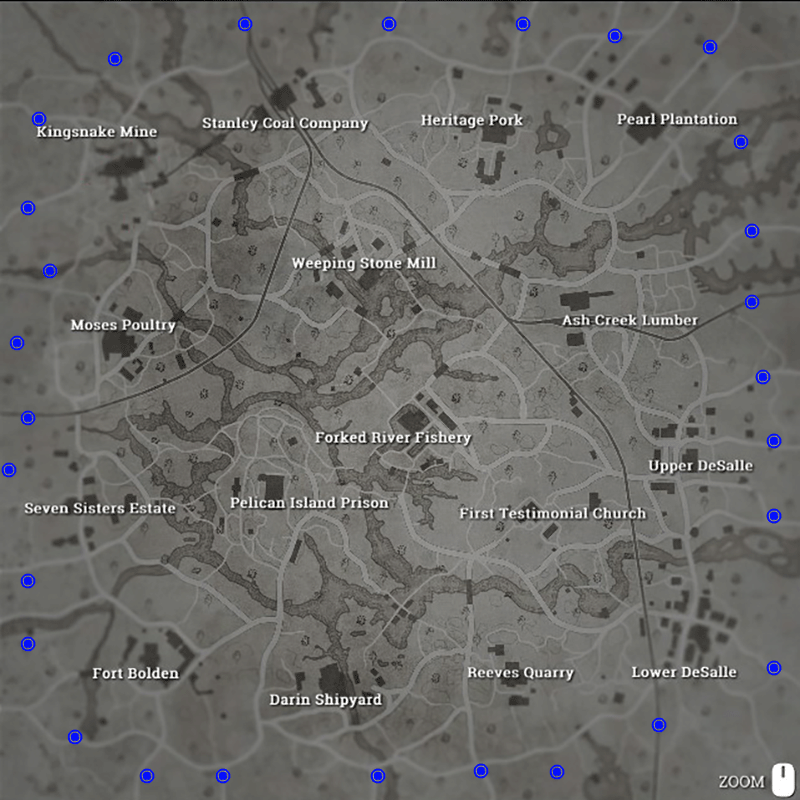 Stanley Coal Company
Heritage Pork
Pearl Plantation
Kingsnake Mine
Weeping Stone Mill
Moses Poultry
Ash Creek Lumber
Forked River Fishery
Upper DeSalle
Seven Sisters Estate
Pelican Island Prison
First Testimonial Church
Fort Bolden
Darin Shipyard
Reeves Quarry
Lower DeSalle
ZOOM